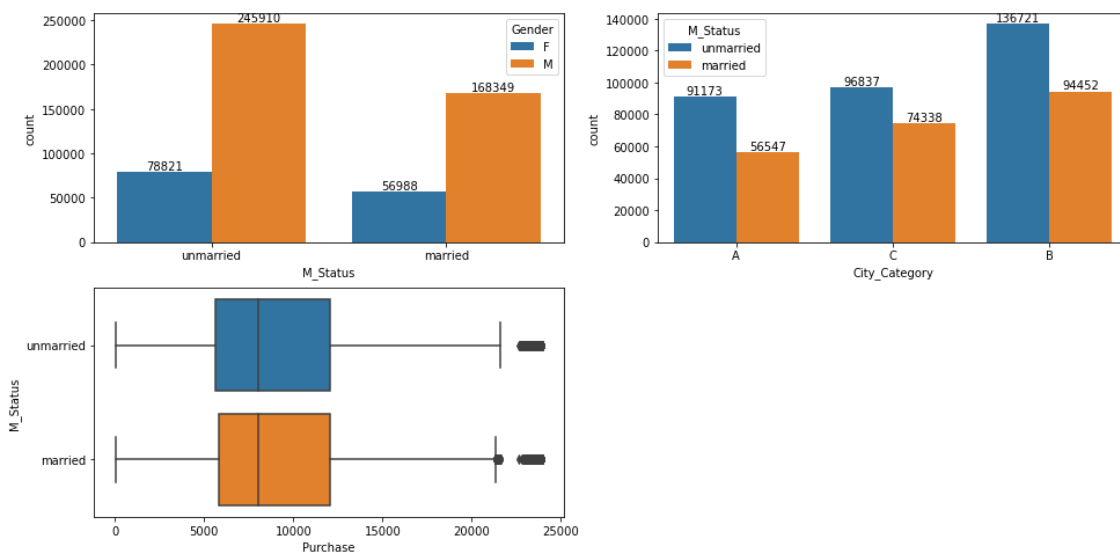 245910
250000
Gender
F
M
200000
168349
150000
count
100000
78821
56988
50000
0
unmarried
married
M_Status
136721
140000
M_Status
unmarried
married
120000
96837
94452
91173
100000
80000
74338
count
56547
60000
40000
20000
0
A
C
B
City_Category
unmarried
M_Status
married
0
5000
10000
15000
20000
25000
Purchase